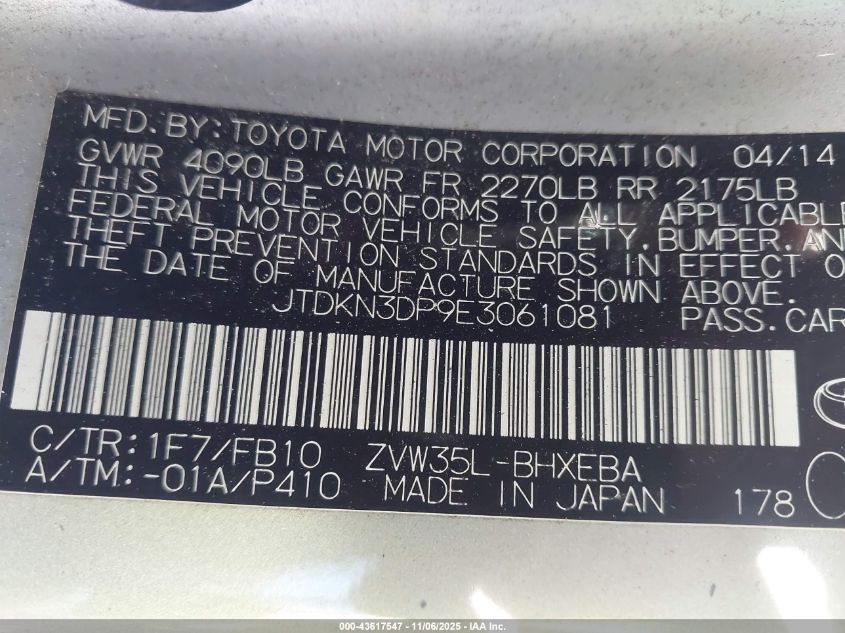 MFD. BY: TOYOTA MOTOR CORPORATION 04/14
GVWR 4090LB GAWR FR 2270LB RR 2175LB
THIS VEHICLE CONFORMS TO ALL APPLICABLE
FEDERAL MOTOR VEHICLE SAFETY, BUMPER, AN
THEFT PREVENTION STANDARDS IN EFFECT O
THE DATE OF MANUFACTURE SHOWN ABOVE.
JTDKN3DP9E3061081 PASS. CAR
C/TR: 1F7/FB10 ZVW35L-BHXEBA
A/TM: -01A/P410 MADE IN JAPAN 178
000-43617547 - 11/06/2025 - IAA Inc.